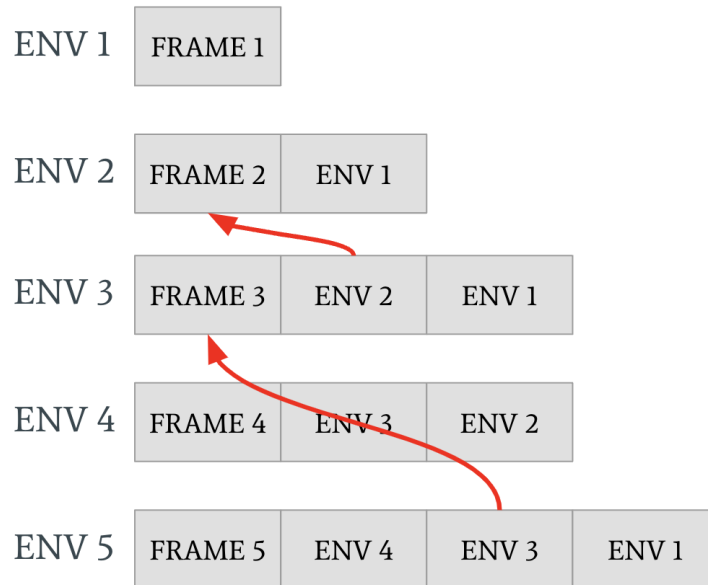 ENV 1 FRAME 1
ENV 2 FRAME 2 ENV 1
ENV 3 FRAME 3 ENV 2 ENV 1
ENV 4 FRAME 4 ENV 3 ENV 2
ENV 5 FRAME 5 ENV 4 ENV 3 ENV 1